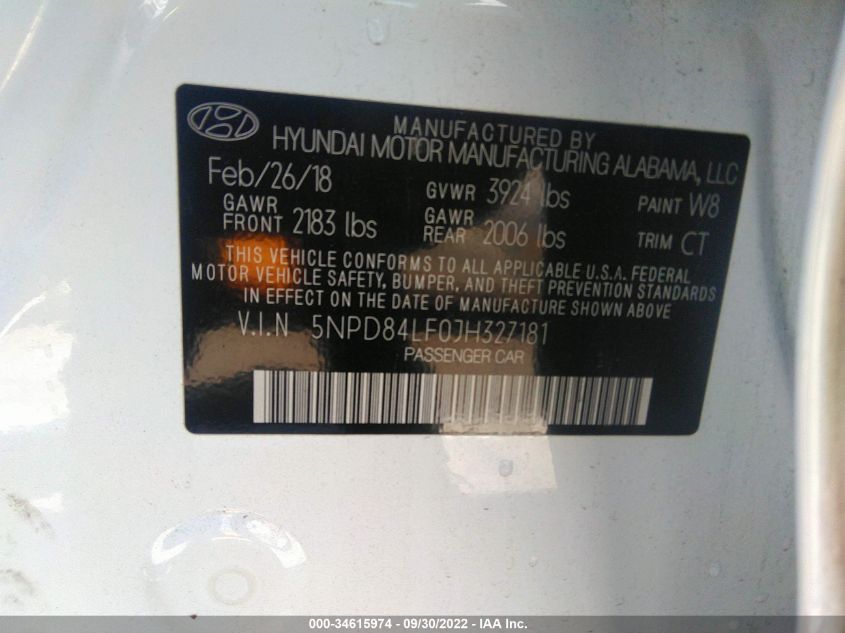 MANUFACTURED BY
HYUNDAI MOTOR MANUFACTURING ALABAMA, LLC
Feb/26/18 GVWR 3924 lbs PAINT W8
GAWR FRONT 2183 lbs GAWR REAR 2006 lbs TRIM CT
THIS VEHICLE CONFORMS TO ALL APPLICABLE U.S.A. FEDERAL
MOTOR VEHICLE SAFETY, BUMPER, AND THEFT PREVENTION STANDARDS
IN EFFECT ON THE DATE OF MANUFACTURE SHOWN ABOVE
V.I.N 5NPD84LF0JH327181
PASSENGER CAR
000-34615974 - 09/30/2022 - IAA Inc.